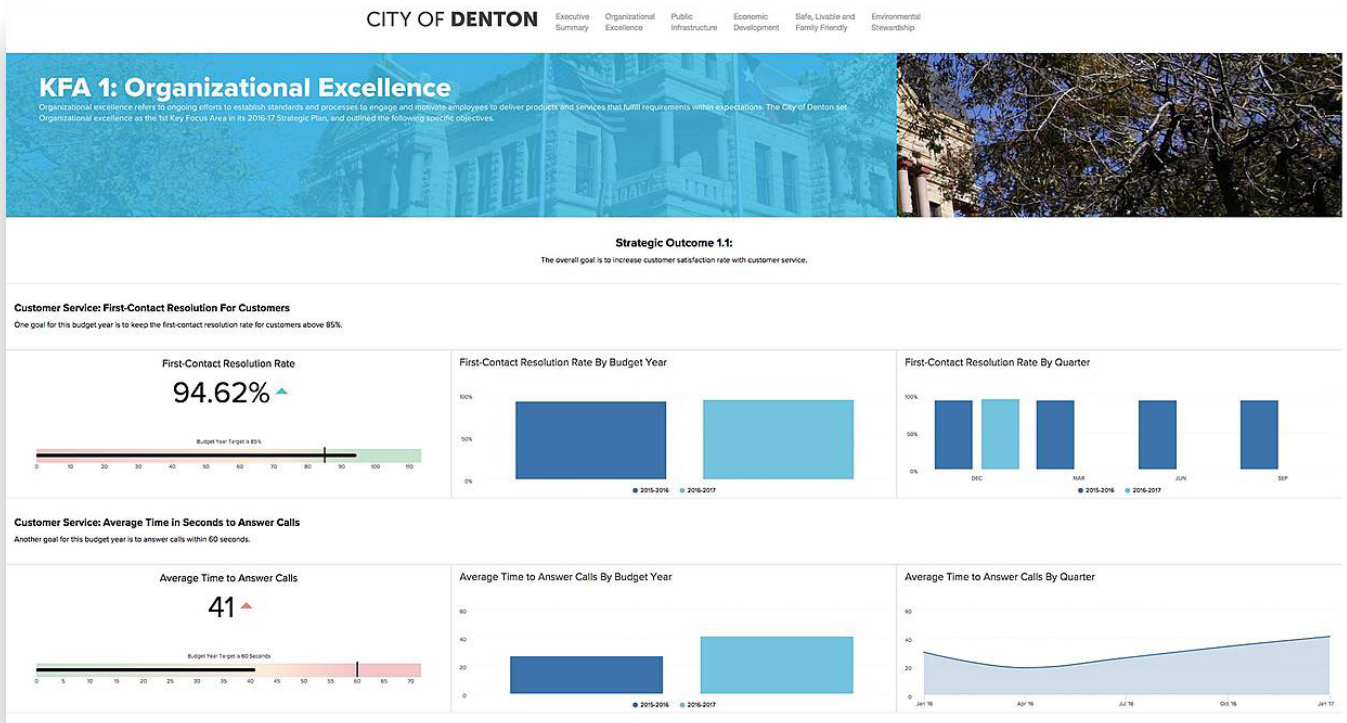 CITY OF DENTON
Executive Summary
Organizational Excellence
Public Infrastructure
Economic Development
Safe, Livable and Family Friendly
Environmental Stewardship
KFA 1: Organizational Excellence
Organizational excellence refers to ongoing efforts to establish standards and processes to engage and motivate employees to deliver products and services that fulfill requirements within expectations. The City of Denton set
Organizational excellence as the 1st Key Focus Area in its 2016-17 Strategic Plan, and outlined the following specific objectives.
Strategic Outcome 1.1:
The overall goal is to increase customer satisfaction rate with customer service.
Customer Service: First-Contact Resolution For Customers
One goal for this budget year is to keep the first-contact resolution rate for customers above 85%.
First-Contact Resolution Rate
94.62%
Budget Year Target is 85%
0 10 20 30 40 50 60 70 80 90 100 110
First-Contact Resolution Rate By Budget Year
100%
50%
0%
2015-2016 2016-2017
First-Contact Resolution Rate By Quarter
100%
50%
0%
DEC MAR JUN SEP
2015-2016 2016-2017
Customer Service: Average Time in Seconds to Answer Calls
Another goal for this budget year is to answer calls within 60 seconds.
Average Time to Answer Calls
41
Budget Year Target is 60 Seconds
0 5 10 15 20 25 30 35 40 45 50 55 60 65 70
Average Time to Answer Calls By Budget Year
60
40
20
0
2015-2016 2016-2017
Average Time to Answer Calls By Quarter
60
40
20
0
Jan '16 Apr '16 Jul '16 Oct '16 Jan '17